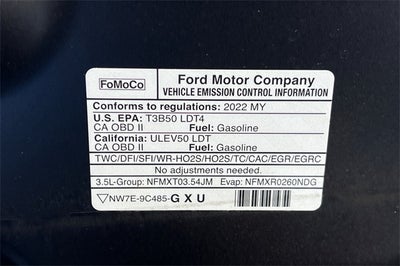 FoMoCo
Ford Motor Company
VEHICLE EMISSION CONTROL INFORMATION
Conforms to regulations: 2022 MY
U.S. EPA: T3B50 LDT4
CA OBD II Fuel: Gasoline
California: ULEV50 LDT
CA OBD II Fuel: Gasoline
TWC/DFI/SFI/WR-HO2S/HO2S/TC/CAC/EGR/EGRC
No adjustments needed.
3.5L-Group: NFMXT03.54JM Evap: NFMXR0260NDG
NW7E-9C485-GXU